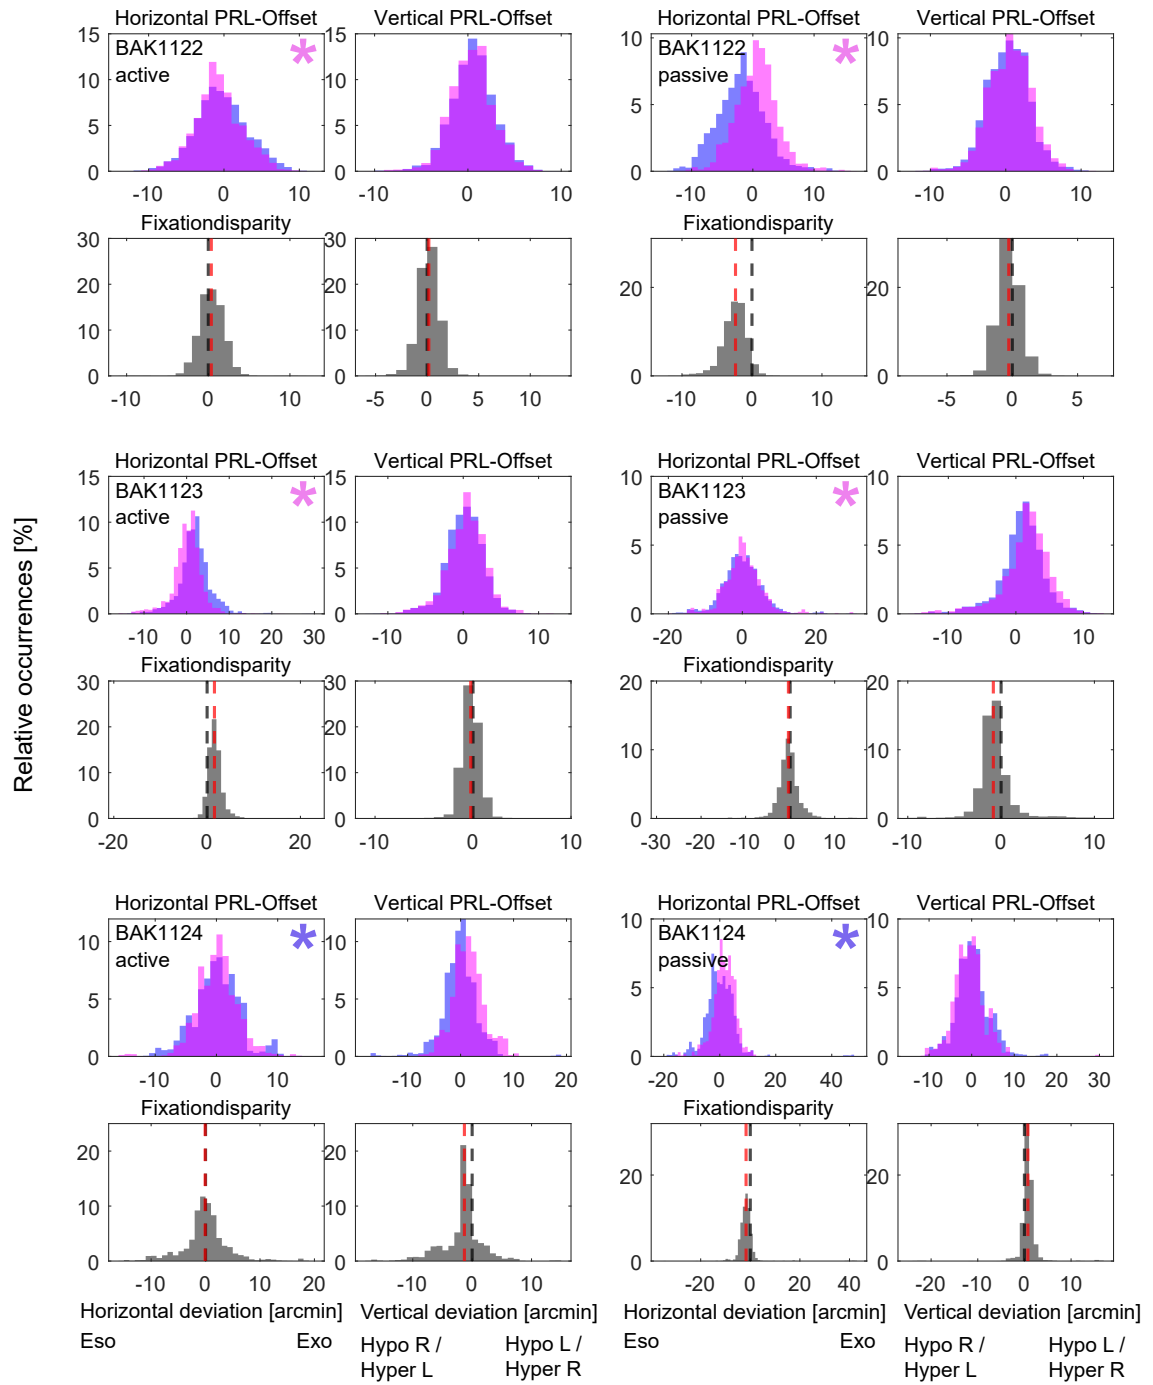 Horizontal PRL-Offset Vertical PRL-Offset Horizontal PRL-Offset Vertical PRL-Offset
15 15 10 10
BAK1122 * BAK1122 *
active passive
10 10
5 5 5 5
0 0 0 0
-10 0 10 -10 0 10 -10 0 10 -10 0 10
Fixationdisparity Fixationdisparity
30 30
20 20 20 20
10 10
0 0 0 0
-10 0 10 -5 0 5 10 -10 0 10 -5 0 5
Horizontal PRL-Offset Vertical PRL-Offset Horizontal PRL-Offset Vertical PRL-Offset
15 15 10 10
BAK1123 * BAK1123 *
active passive
10 10
5 5 5 5
0 0 0 0
-10 0 10 20 30 -10 0 10 -20 0 20 -10 0 10
Fixationdisparity Fixationdisparity
30 30 20 20
20 20
10 10 10 10
0 0 0 0
-20 0 20 -10 0 10 -30 -20 -10 0 10 -10 0 10
Relative occurrences [%]
Horizontal PRL-Offset Vertical PRL-Offset Horizontal PRL-Offset Vertical PRL-Offset
10 10 10 10
BAK1124 * BAK1124 *
active passive
5 5 5 5
0 0 0 0
-10 0 10 -10 0 10 20 -20 0 20 40 -10 0 10 20 30
Fixationdisparity Fixationdisparity
20 20 20 20
10 10
0 0 0 0
-10 0 10 20 -10 0 10 -20 0 20 40 -20 0 20
Horizontal deviation [arcmin] Vertical deviation [arcmin] Horizontal deviation [arcmin] Vertical deviation [arcmin]
Eso Exo Hypo R / Hypo L / Eso Exo Hypo R / Hypo L /
Hyper L Hyper R Hyper L Hyper R